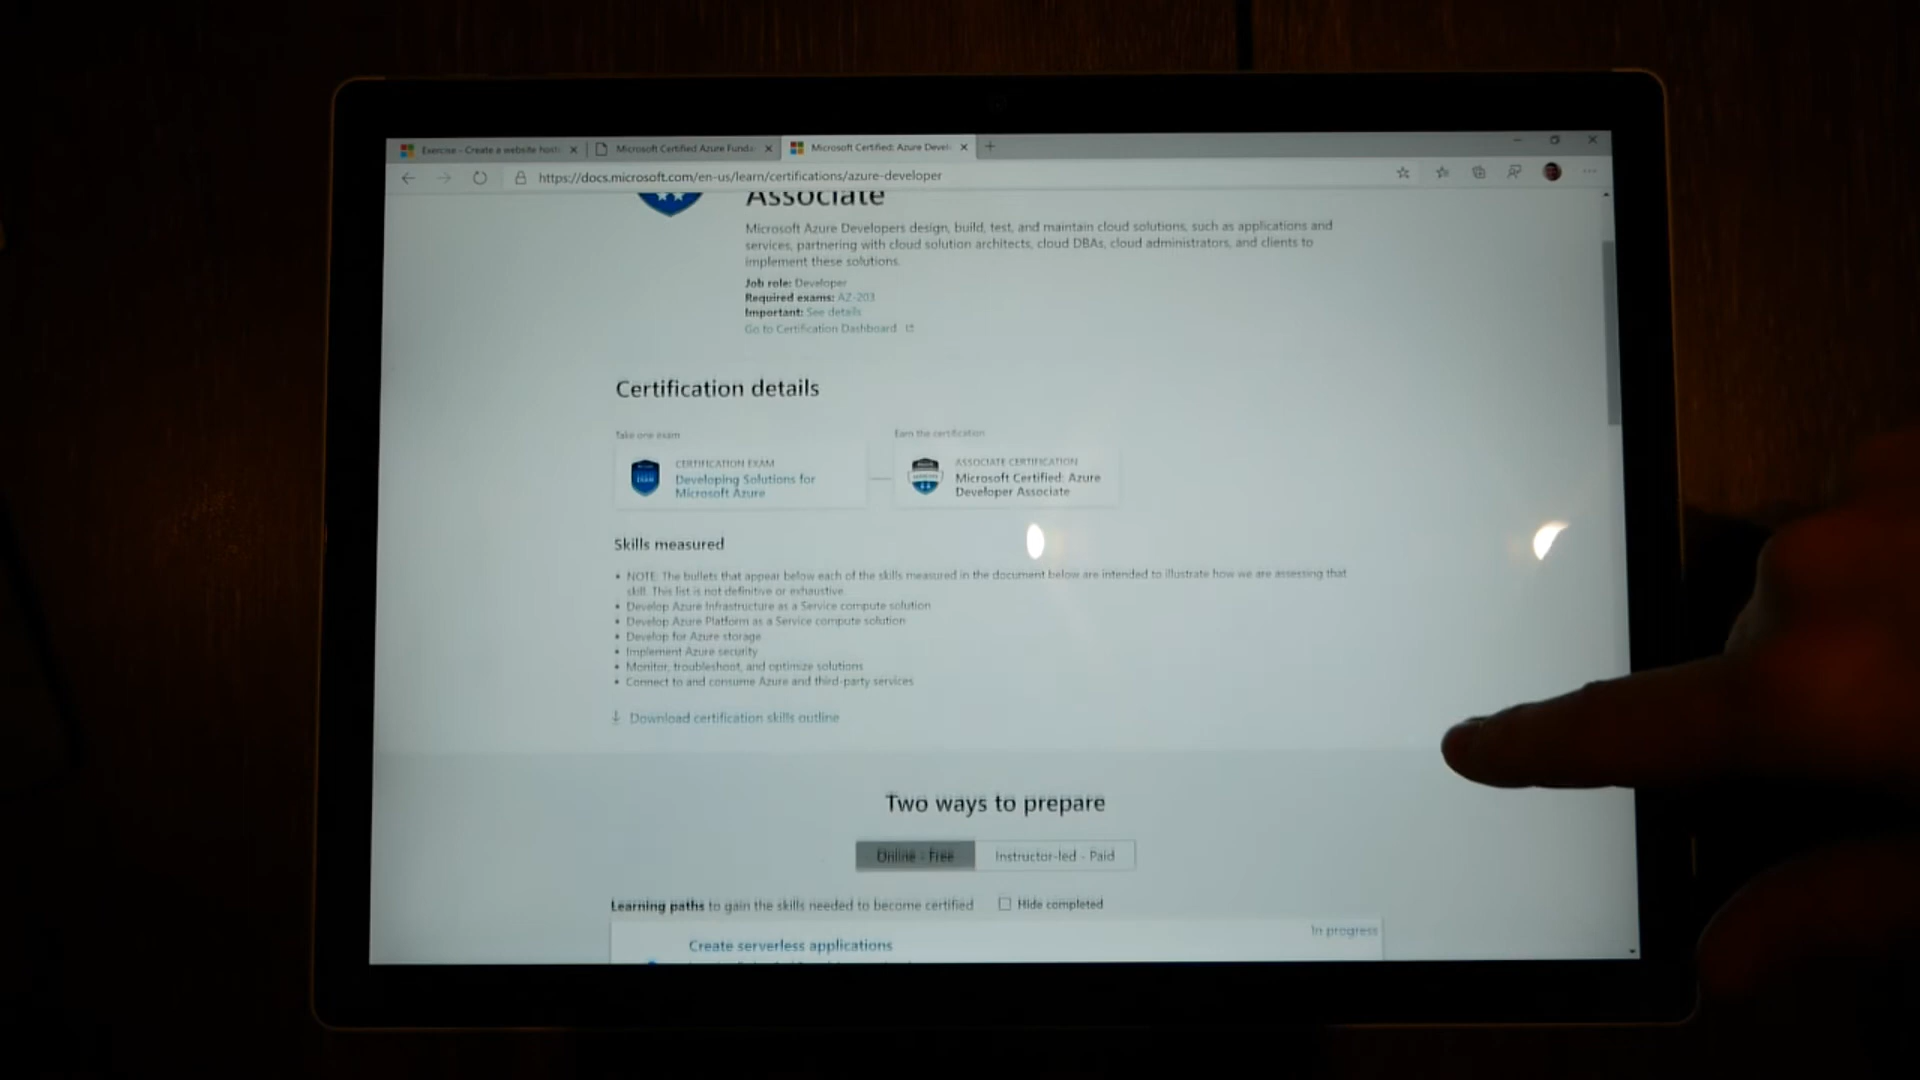 Exercise - Create a website host
Microsoft Certified Azure Funda
Microsoft Certified: Azure Devel
https://docs.microsoft.com/en-us/learn/certifications/azure-developer
Associate
Microsoft Azure Developers design, build, test, and maintain cloud solutions, such as applications and
services, partnering with cloud solution architects, cloud DBAs, cloud administrators, and clients to
implement these solutions.
Job role: Developer
Required exams: AZ-203
Important: See details
Go to Certification Dashboard
Certification details
Take one exam
Earn the certification
CERTIFICATION EXAM
Developing Solutions for
Microsoft Azure
ASSOCIATE CERTIFICATION
Microsoft Certified: Azure
Developer Associate
Skills measured
• NOTE: The bullets that appear below each of the skills measured in the document below are intended to illustrate how we are assessing that
skill. This list is not definitive or exhaustive.
• Develop Azure Infrastructure as a Service compute solution
• Develop Azure Platform as a Service compute solution
• Develop for Azure storage
• Implement Azure security
• Monitor, troubleshoot, and optimize solutions
• Connect to and consume Azure and third-party services
Download certification skills outline
Two ways to prepare
Online - Free
Instructor-led - Paid
Learning paths to gain the skills needed to become certified
Hide completed
In progress
Create serverless applications